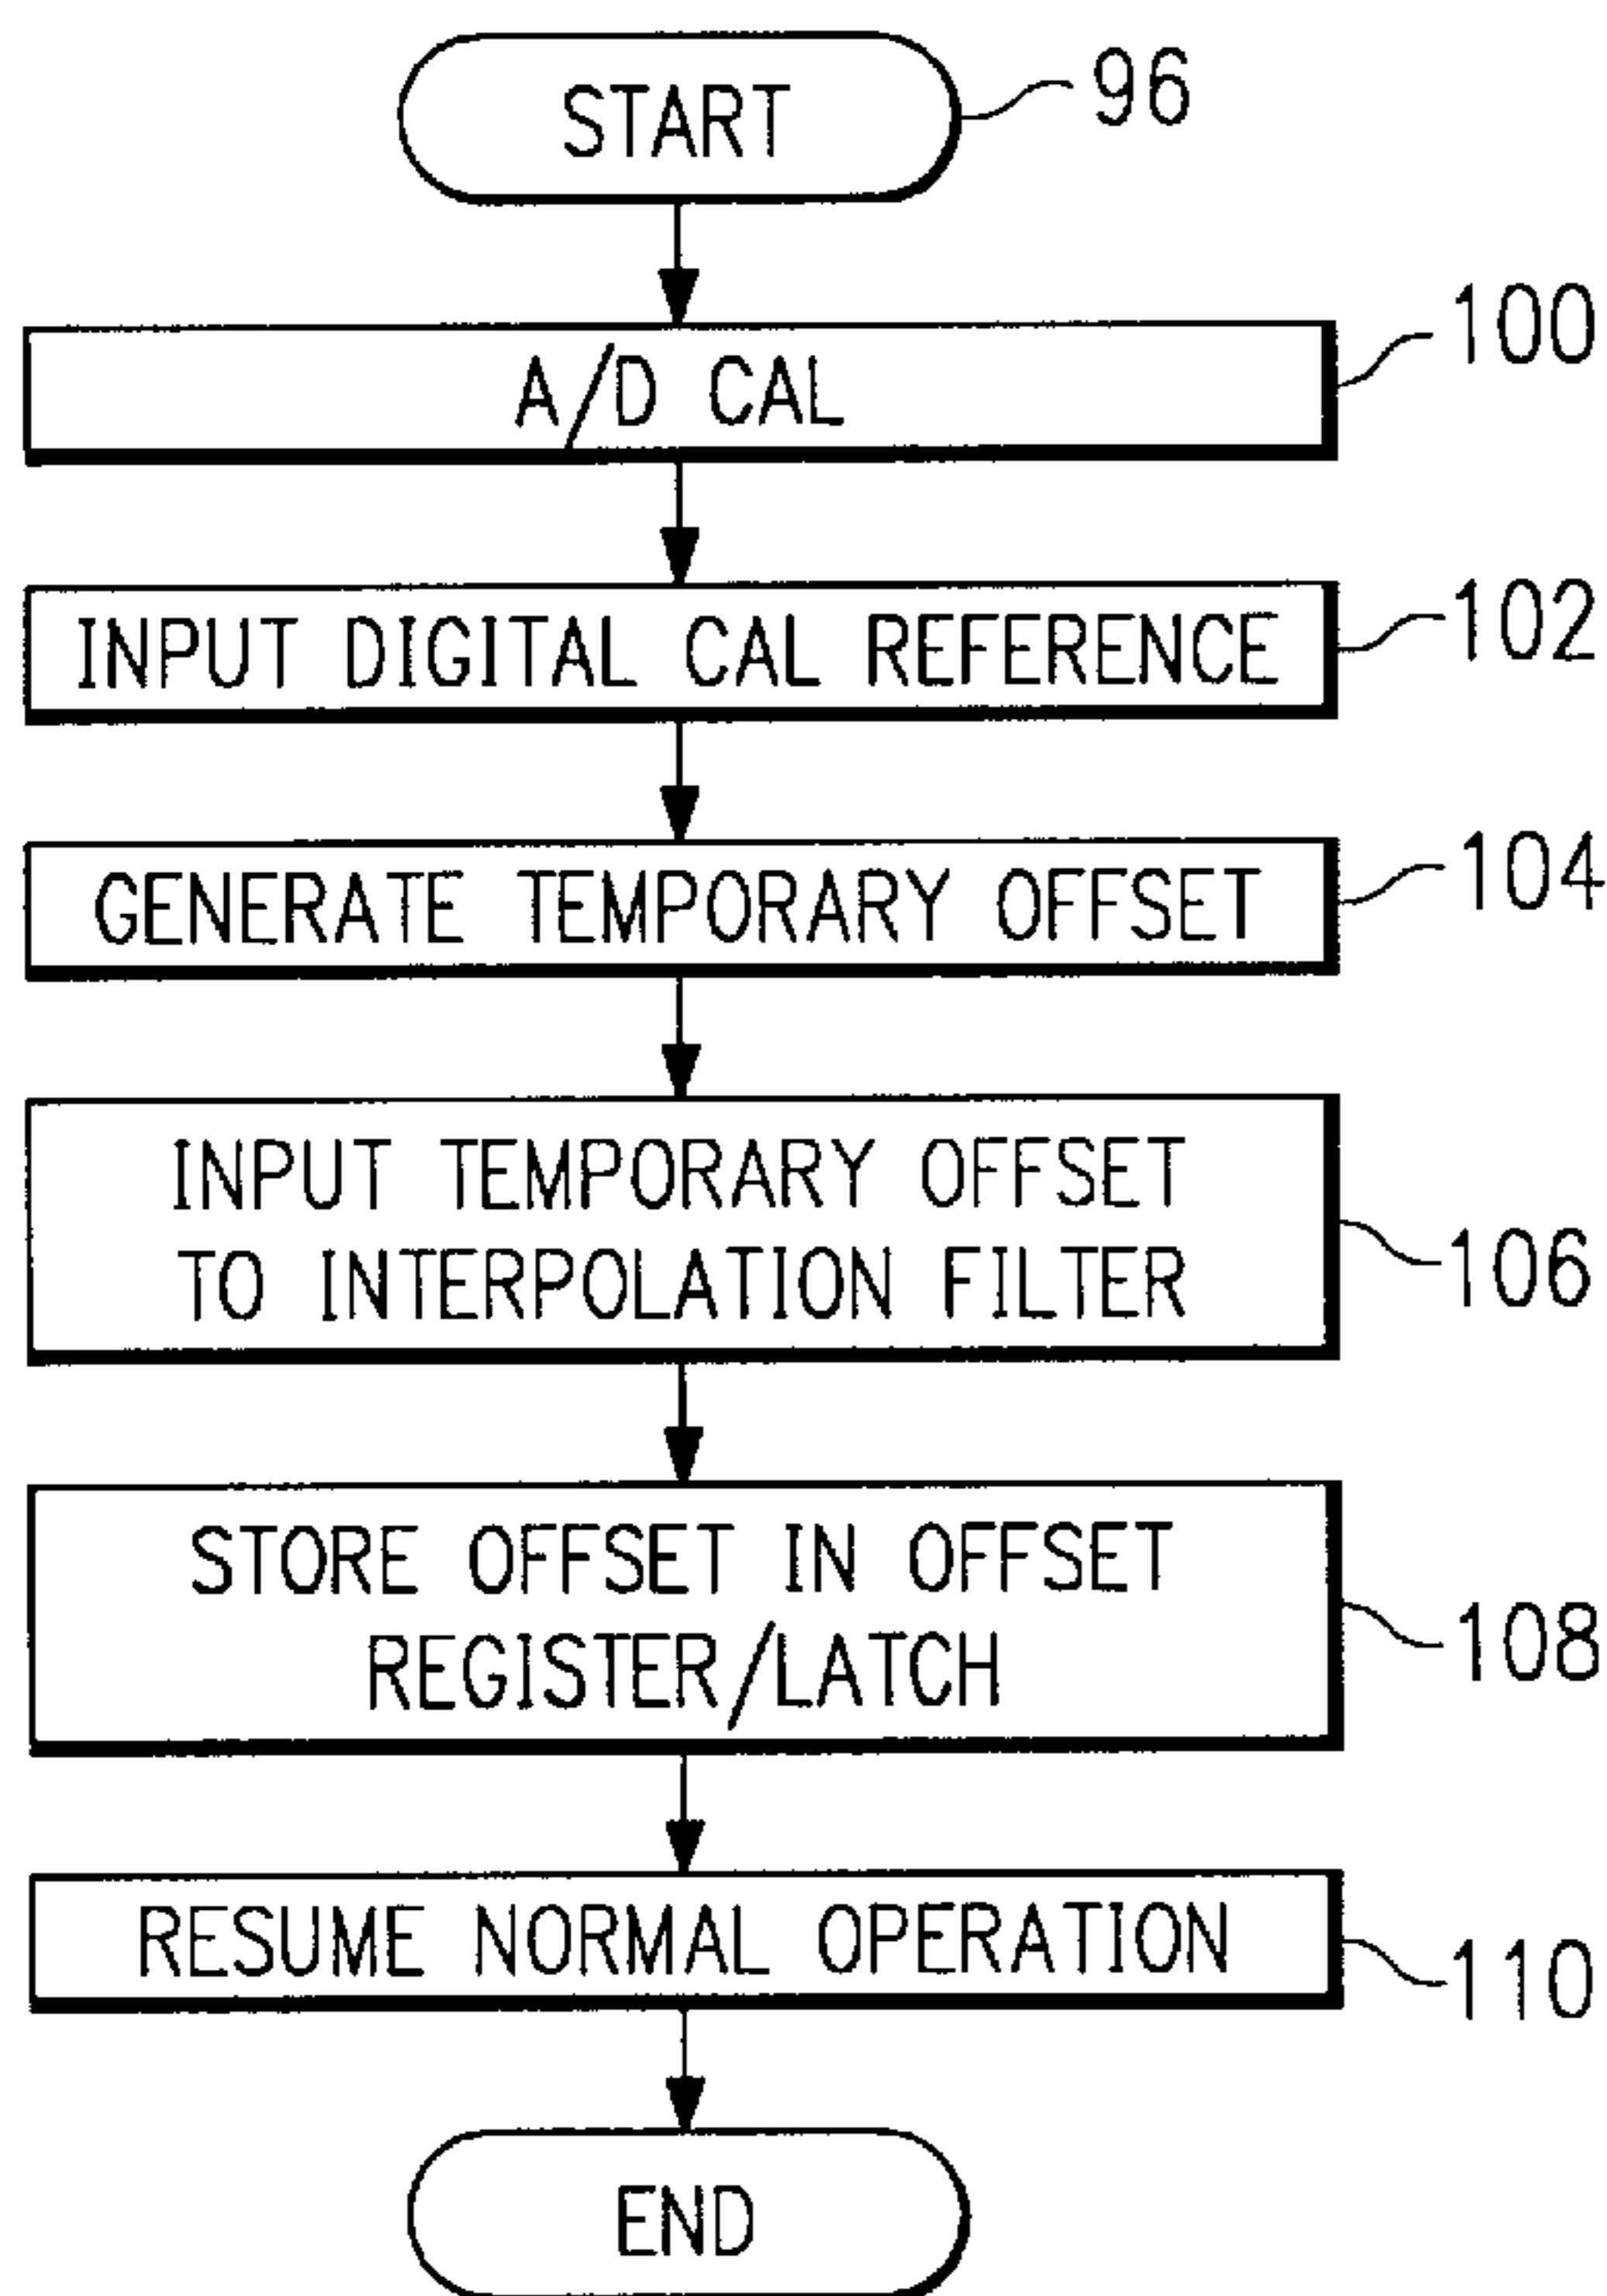 START
96
A/D CAL
100
INPUT DIGITAL CAL REFERENCE
102
GENERATE TEMPORARY OFFSET
104
INPUT TEMPORARY OFFSET
TO INTERPOLATION FILTER
106
STORE OFFSET IN OFFSET
REGISTER/LATCH
108
RESUME NORMAL OPERATION
110
END